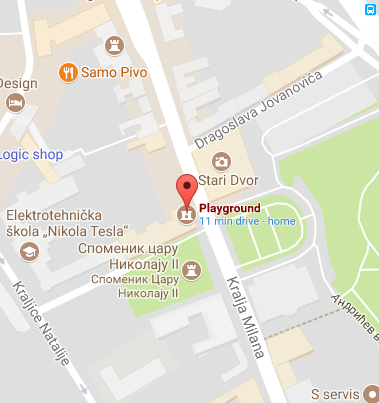 Samo Pivo
Design
Dragoslava Jovanovića
Logic shop
Stari Dvor
Playground
11 min drive · home
Elektrotehnička
škola „Nikola Tesla“
Споменик цару
Николају II
Споменик Цару
Николају II
Kraljice Natalije
Kralja Milana
Андрићев в
S servis